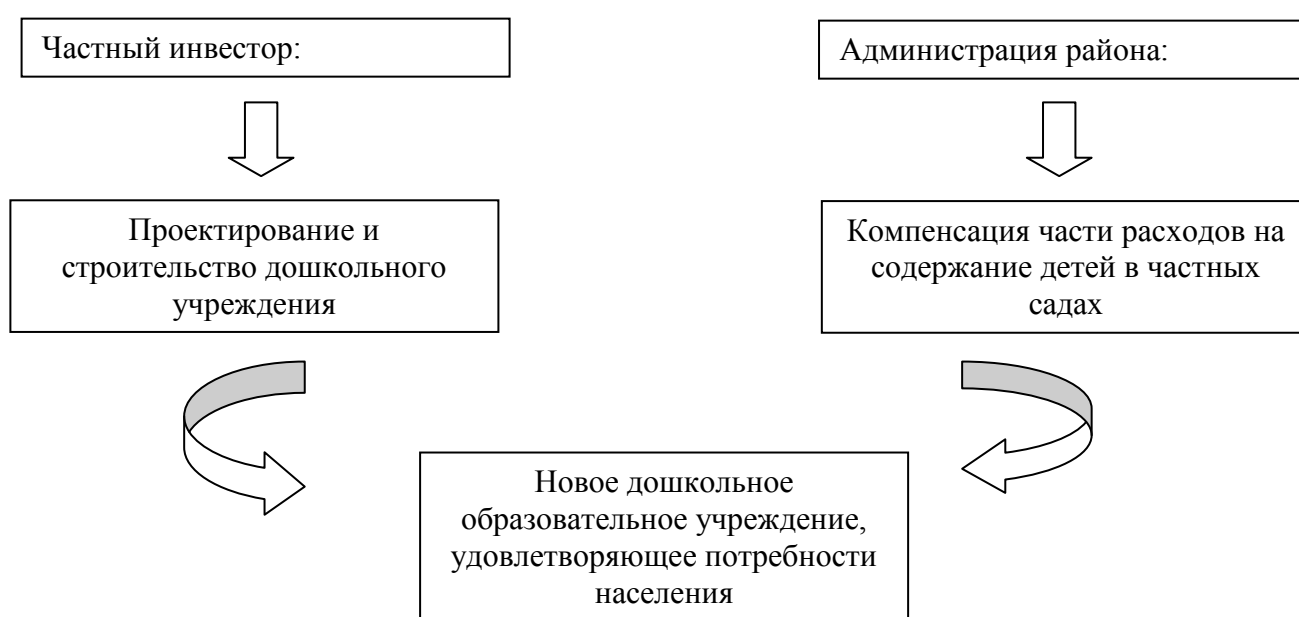 Частный инвестор:
Администрация района:
Проектирование и
строительство дошкольного
учреждения
Компенсация части расходов на
содержание детей в частных
садах
Новое дошкольное
образовательное учреждение,
удовлетворяющее потребности
населения